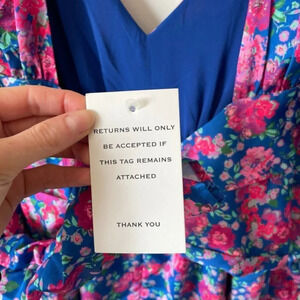 RETURNS WILL ONLY
BE ACCEPTED IF
THIS TAG REMAINS
ATTACHED
THANK YOU